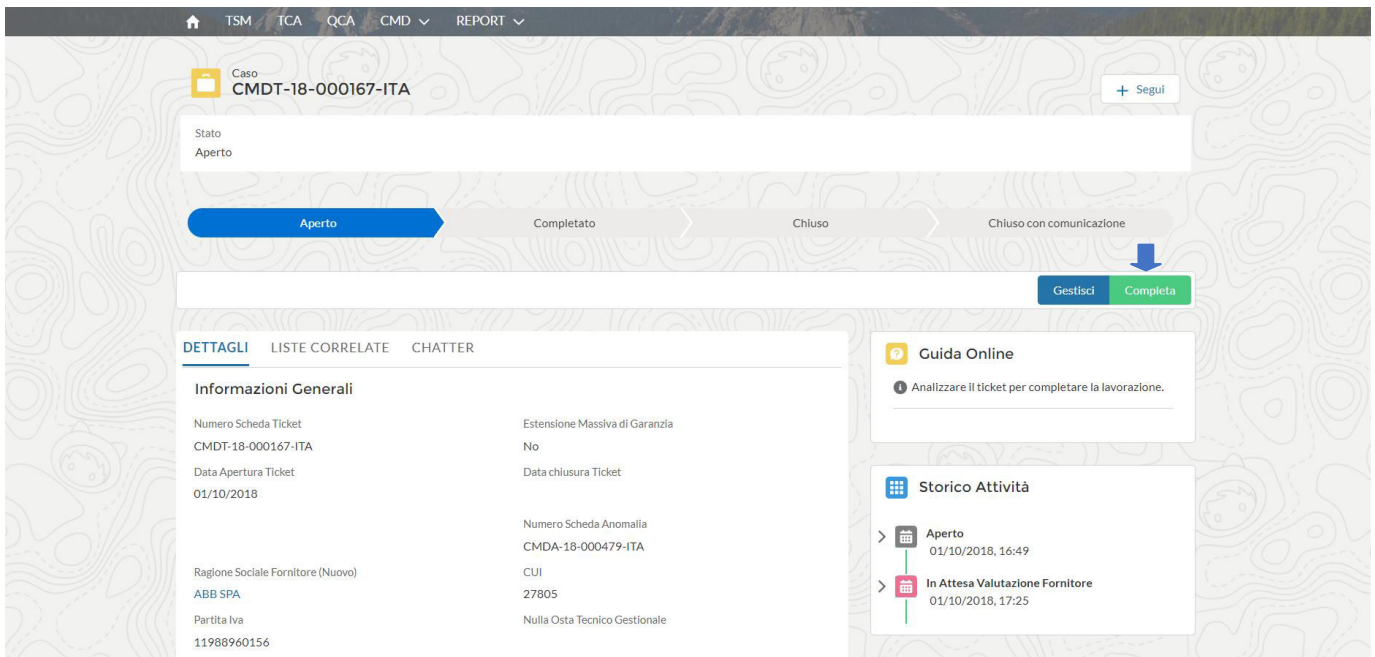 TSM TCA QCA CMD REPORT
Caso
CMDT-18-000167-ITA
+ Segui
Stato
Aperto
Aperto Completato Chiuso Chiuso con comunicazione
Gestisci Completa
DETTAGLI LISTE CORRELATE CHATTER
Informazioni Generali
Numero Scheda Ticket
CMDT-18-000167-ITA
Estensione Massiva di Garanzia
No
Data Apertura Ticket
01/10/2018
Data chiusura Ticket
Numero Scheda Anomalia
CMDA-18-000479-ITA
Ragione Sociale Fornitore (Nuovo)
ABB SPA
CUI
27805
Partita Iva
11988960156
Nulla Osta Tecnico Gestionale
Guida Online
Analizzare il ticket per completare la lavorazione.
Storico Attività
Aperto
01/10/2018, 16:49
In Attesa Valutazione Fornitore
01/10/2018, 17:25